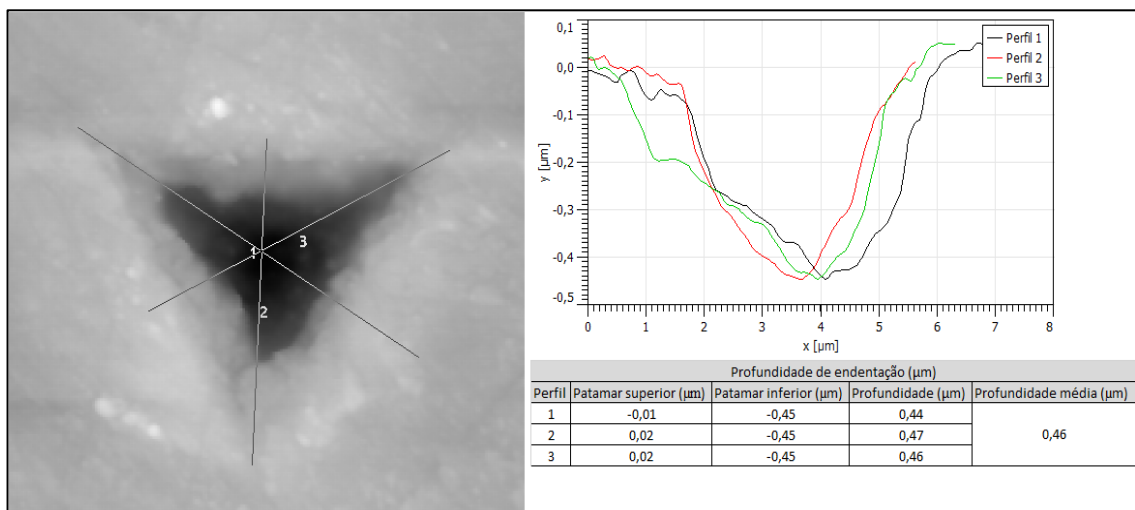 1
3
2
0,1
0,0
-0,1
-0,2
-0,3
-0,4
-0,5
y [µm]
0 1 2 3 4 5 6 7 8
x [µm]
Perfil 1
Perfil 2
Perfil 3
Profundidade de endentação (µm)
Perfil Patamar superior (µm) Patamar inferior (µm) Profundidade (µm) Profundidade média (µm)
1 -0,01 -0,45 0,44
2 0,02 -0,45 0,47 0,46
3 0,02 -0,45 0,46